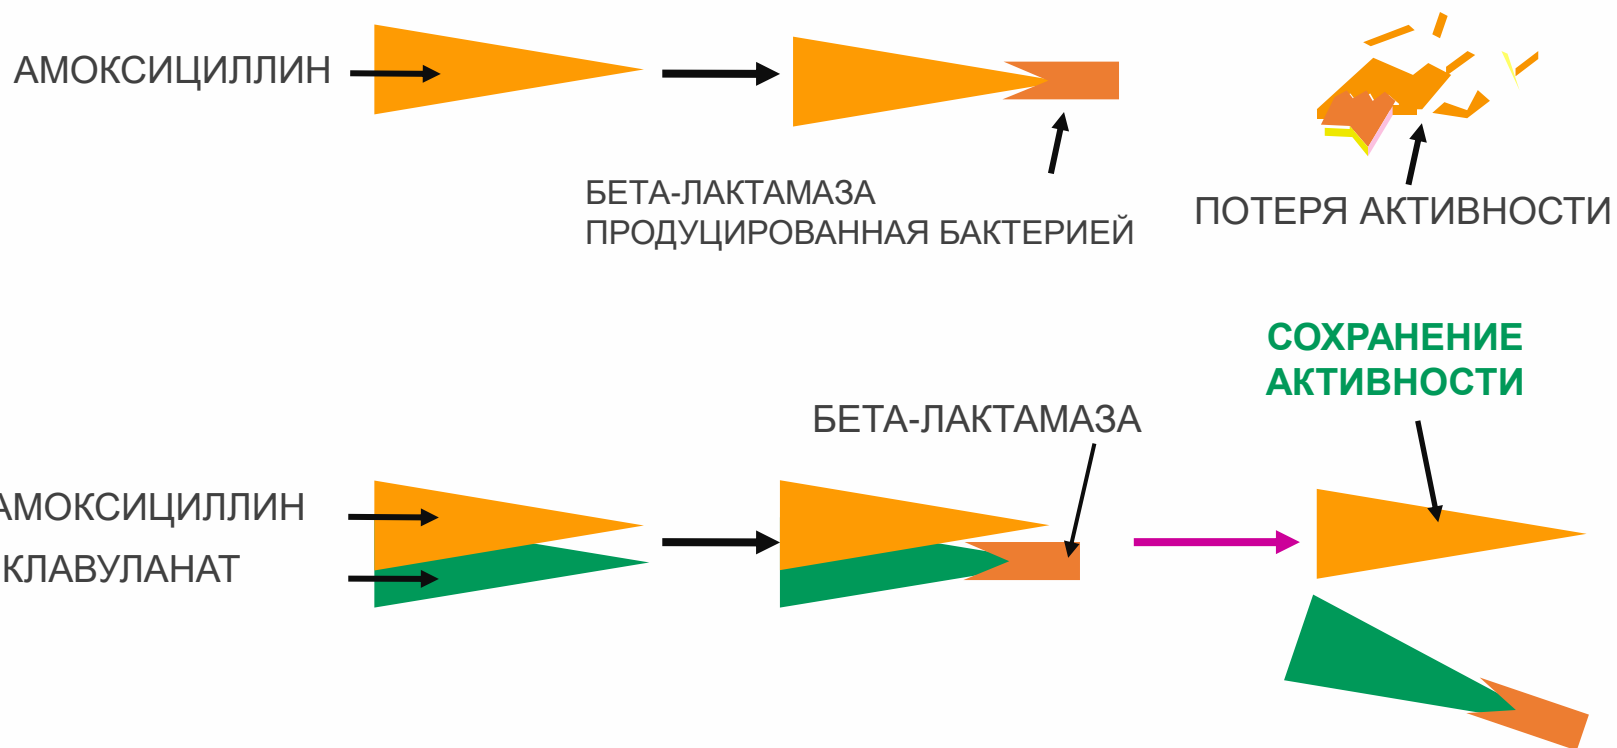 АМОКСИЦИЛЛИН
БЕТА-ЛАКТАМАЗА
ПРОДУЦИРОВАННАЯ БАКТЕРИЕЙ
ПОТЕРЯ АКТИВНОСТИ
СОХРАНЕНИЕ
АКТИВНОСТИ
БЕТА-ЛАКТАМАЗА
АМОКСИЦИЛЛИН
КЛАВУЛАНАТ